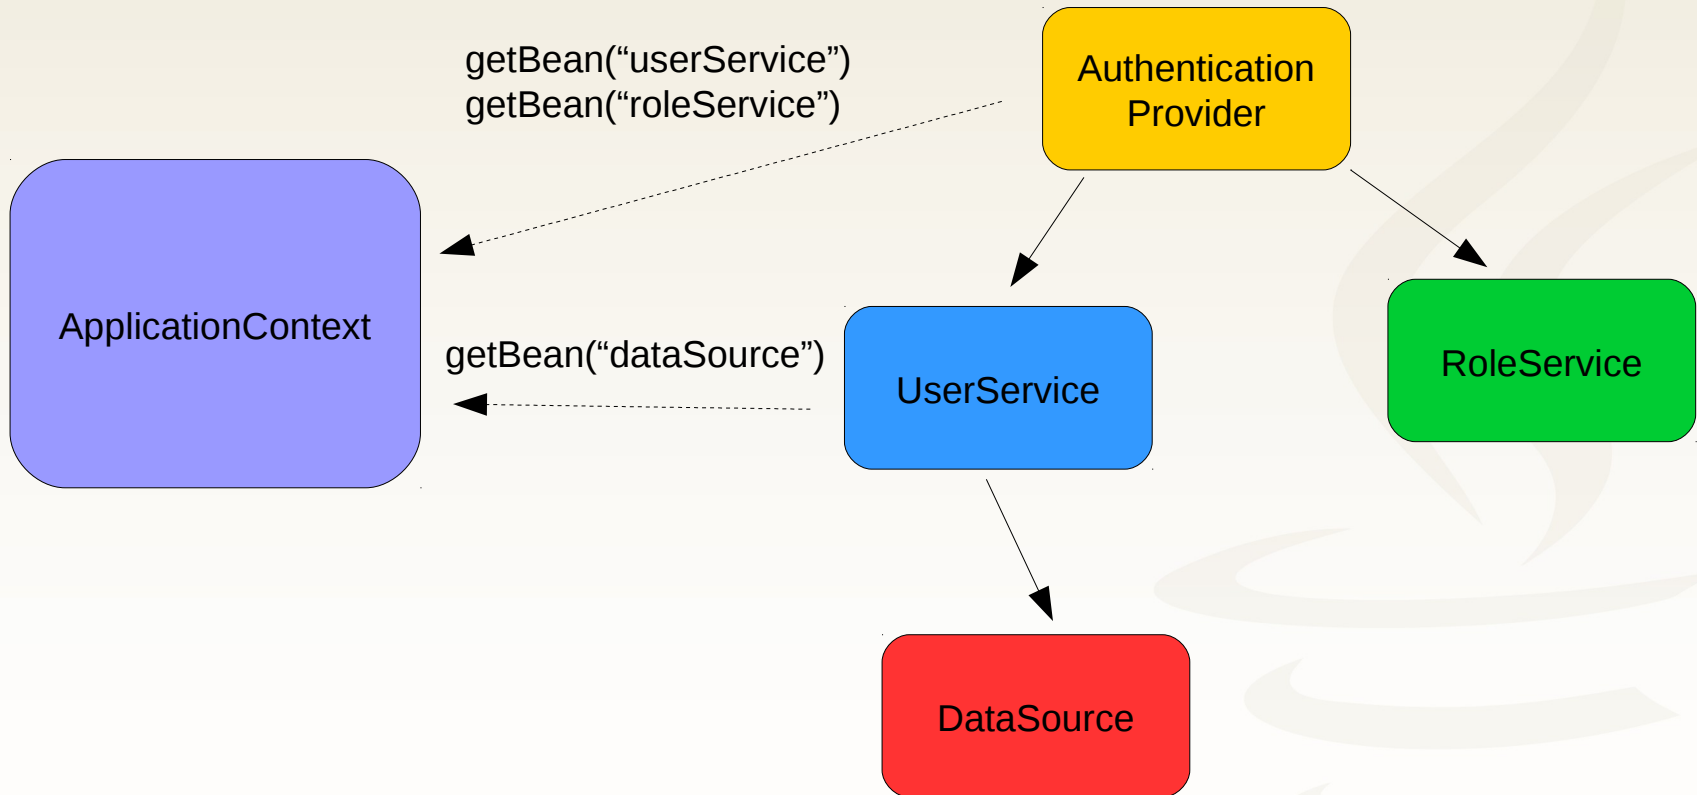 getBean(“userService”)
getBean(“roleService”)
Authentication
Provider
ApplicationContext
getBean(“dataSource”)
UserService
RoleService
DataSource